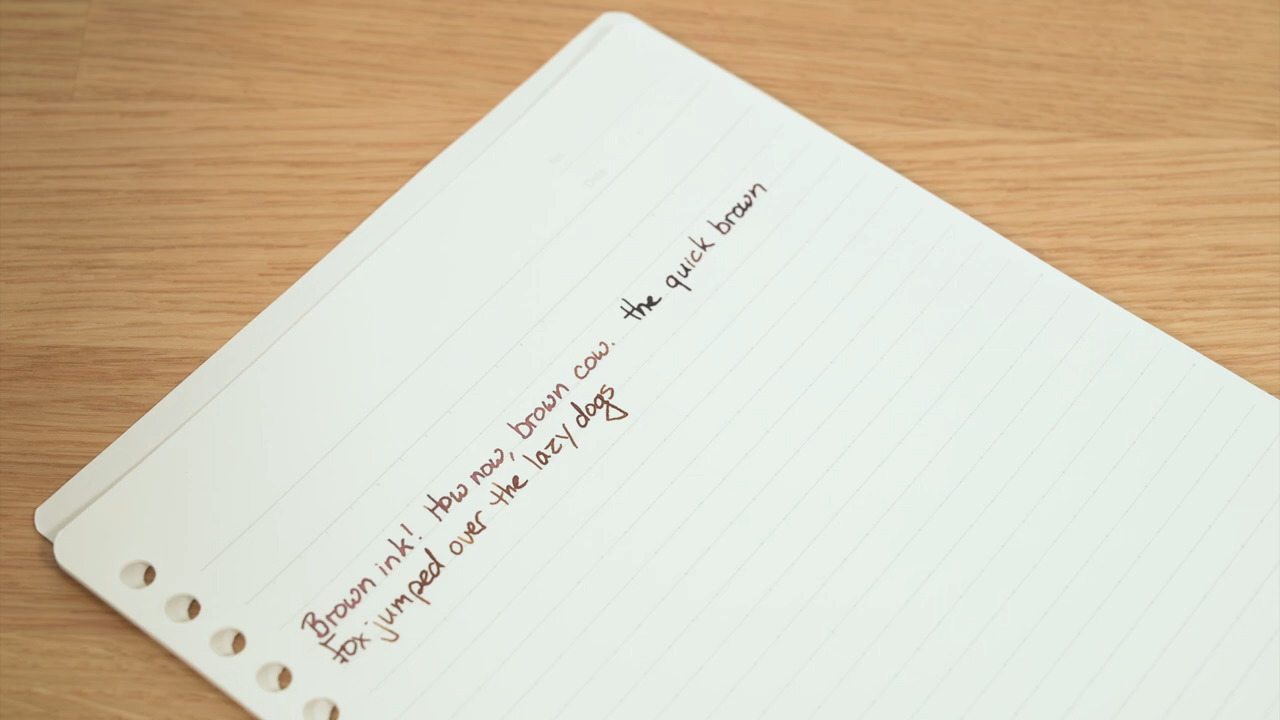 Brown ink! How now, brown cow. the quick brown
Fox jumped over the lazy dogs